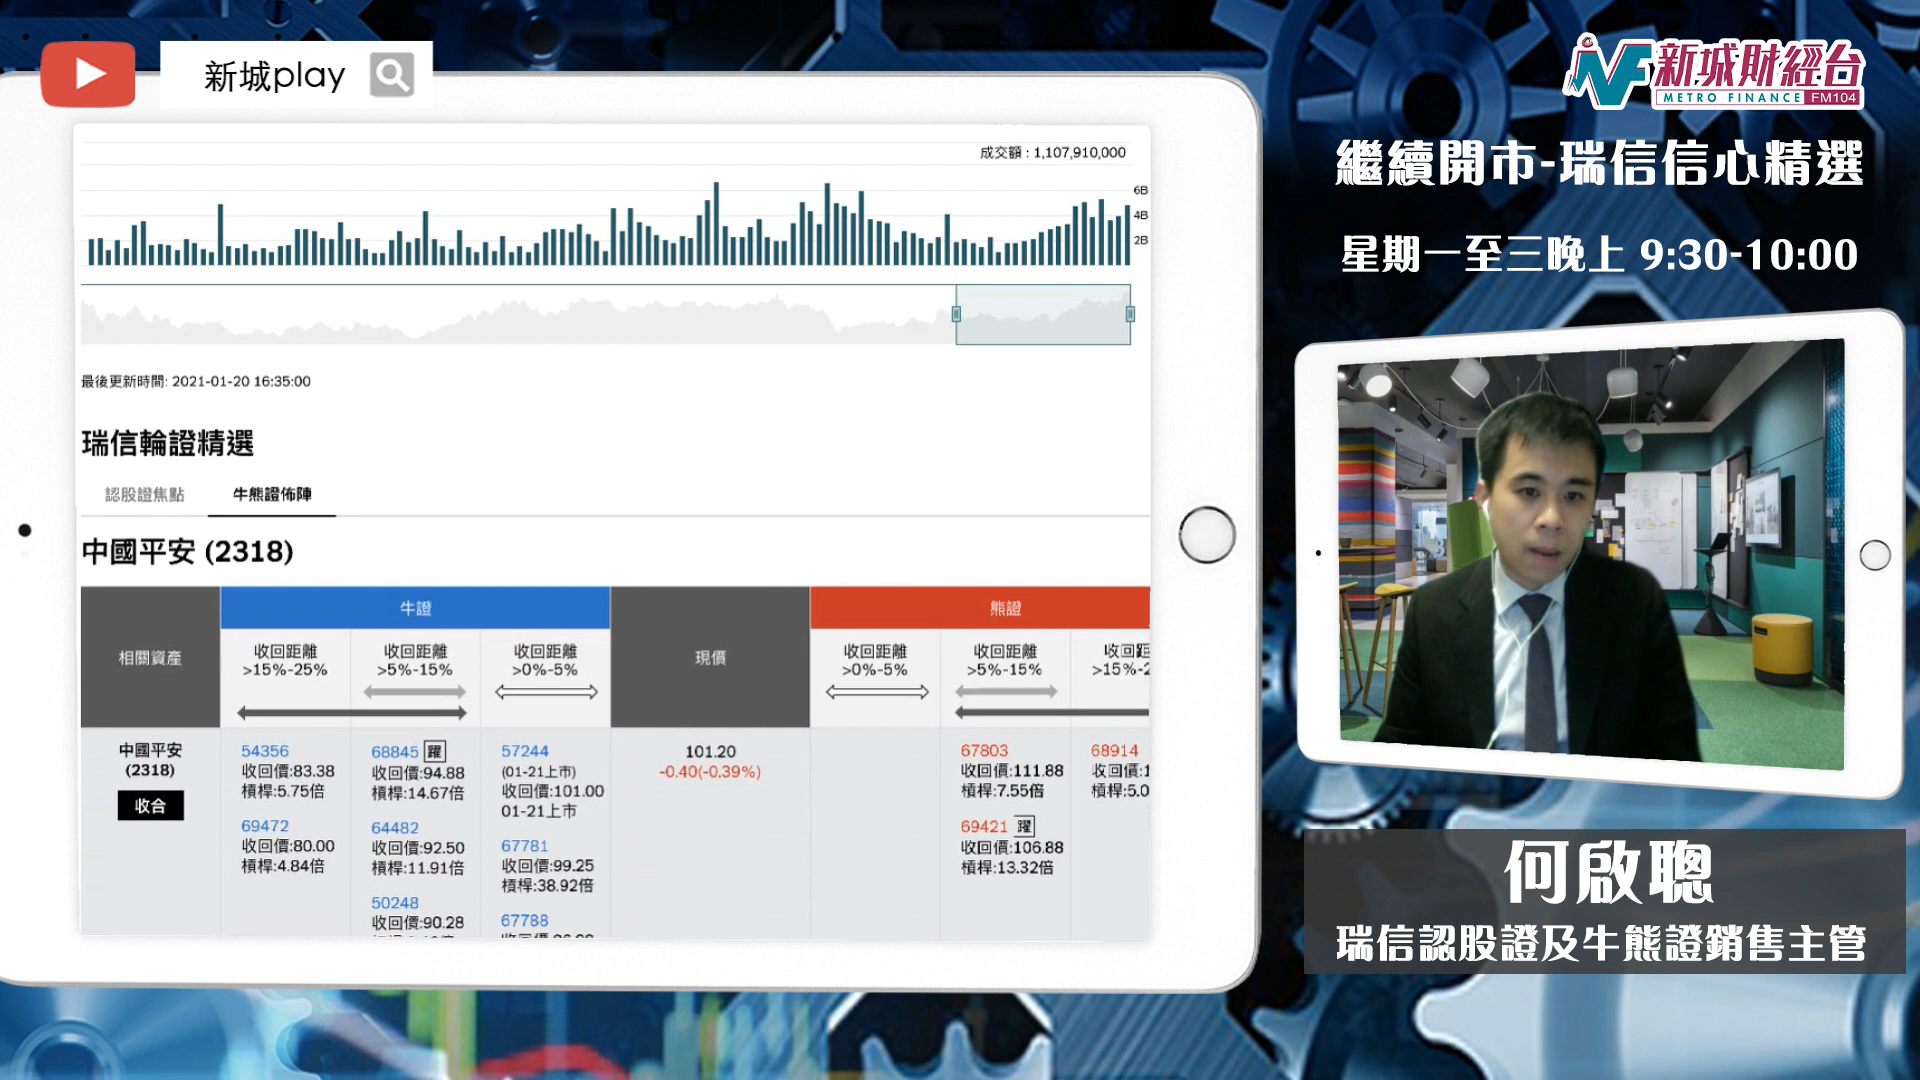 新城play
新城財經台
METRO FINANCE FM104
繼續開市-瑞信信心精選
星期一至三晚上 9:30-10:00
成交額 : 1,107,910,000
6B
4B
2B
最後更新時間: 2021-01-20 16:35:00
瑞信輪證精選
認股證焦點 牛熊證佈陣
中國平安 (2318)
相關資產 牛證 現價 熊證
收回距離 >15%-25%
收回距離 >5%-15%
收回距離 >0%-5%
收回距離 >0%-5%
收回距離 >5%-15%
中國平安
(2318)
收合
54356
收回價:83.38
槓桿:5.75倍
69472
收回價:80.00
槓桿:4.84倍
68845 躍
收回價:94.88
槓桿:14.67倍
64482
收回價:92.50
槓桿:11.91倍
50248
收回價:90.28
57244
(01-21上市)
收回價:101.00
01-21上市
67781
收回價:99.25
槓桿:38.92倍
67788
101.20
-0.40(-0.39%)
67803
收回價:111.88
槓桿:7.55倍
69421 躍
收回價:106.88
槓桿:13.32倍
68914
收回價:1
槓桿:5.0
何啟聰
瑞信認股證及牛熊證銷售主管